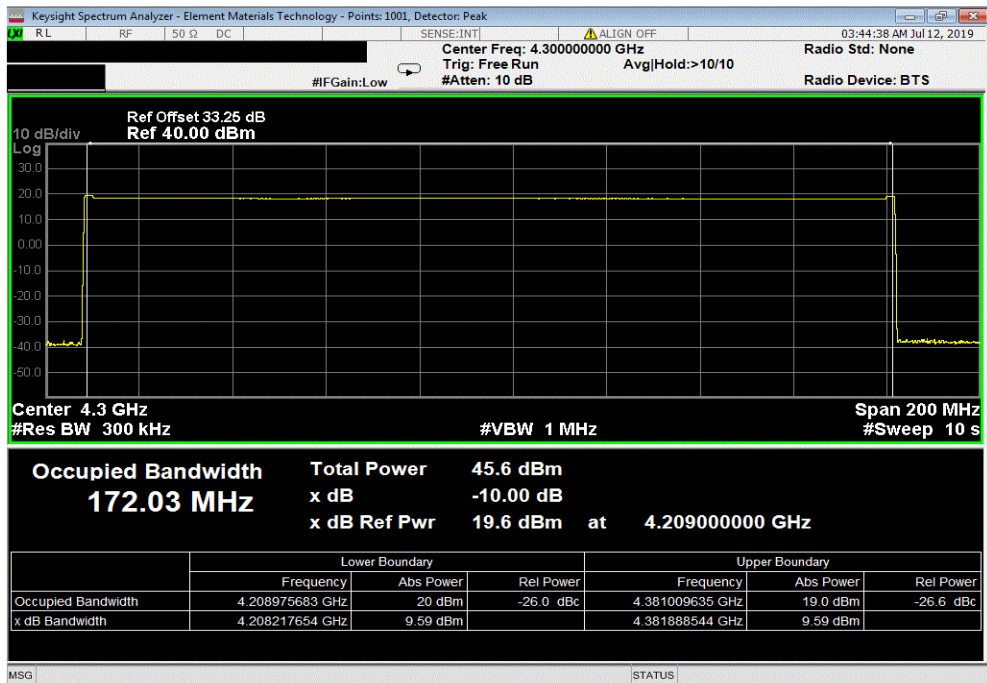 Keysight Spectrum Analyzer - Element Materials Technology - Points: 1001, Detector: Peak
LXI RL RF 50 Ω DC SENSE:INT ALIGN OFF 03:44:38 AM Jul 12, 2019
Center Freq: 4.300000000 GHz Radio Std: None
Trig: Free Run Avg|Hold:>10/10
#IFGain:Low #Atten: 10 dB Radio Device: BTS
Ref Offset 33.25 dB
10 dB/div Ref 40.00 dBm
Log
30.0
20.0
10.0
0.00
-10.0
-20.0
-30.0
-40.0
-50.0
Center 4.3 GHz Span 200 MHz
#Res BW 300 kHz #VBW 1 MHz #Sweep 10 s
Occupied Bandwidth Total Power 45.6 dBm
172.03 MHz x dB -10.00 dB
x dB Ref Pwr 19.6 dBm at 4.209000000 GHz
Lower Boundary Upper Boundary
Frequency Abs Power Rel Power Frequency Abs Power Rel Power
Occupied Bandwidth 4.208975683 GHz 20 dBm -26.0 dBc 4.381009635 GHz 19.0 dBm -26.6 dBc
x dB Bandwidth 4.208217654 GHz 9.59 dBm 4.381888544 GHz 9.59 dBm
MSG STATUS